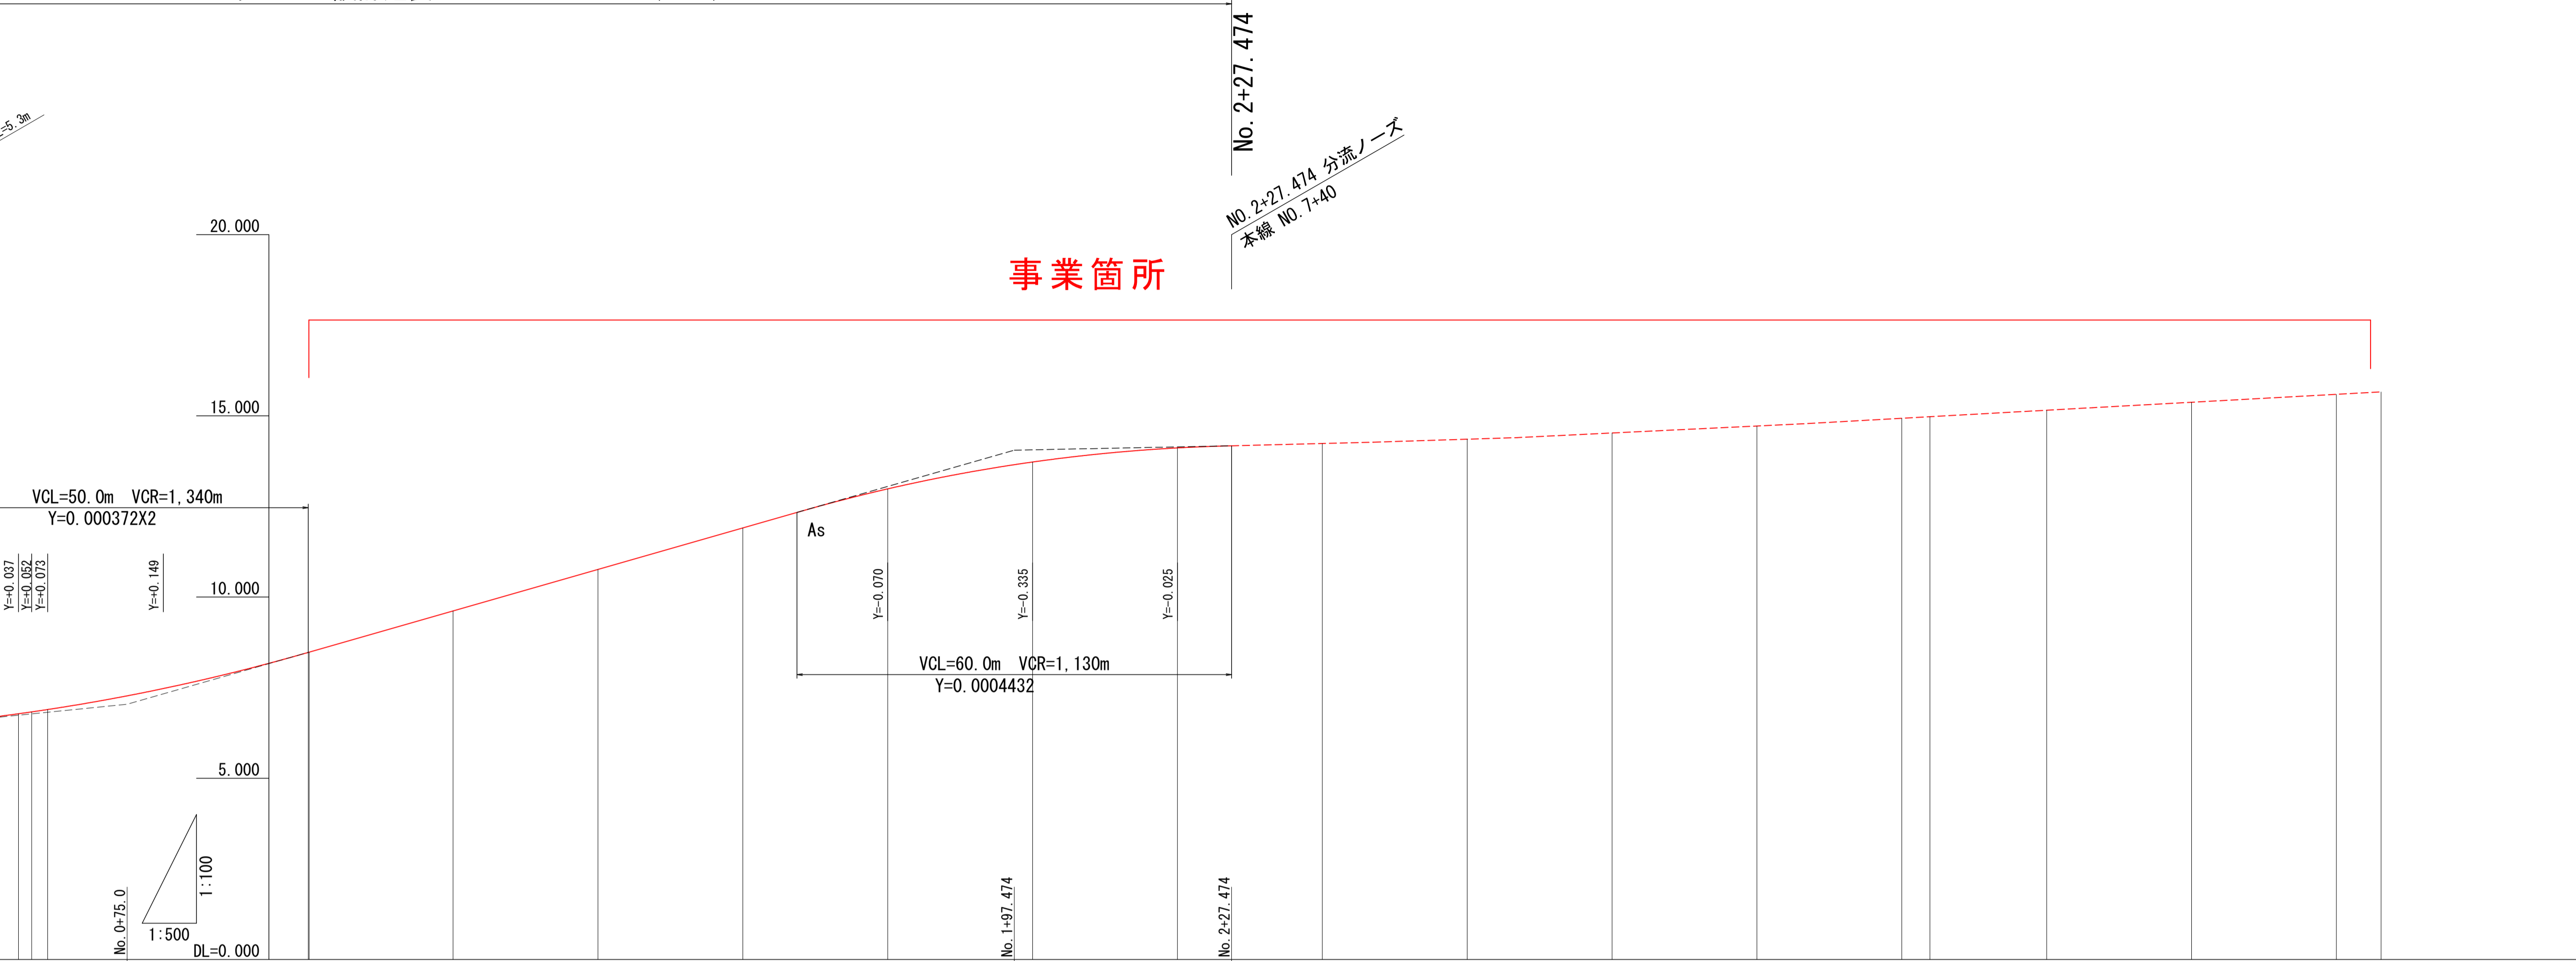 No.2+27.474
=5.3m
NO.2+27.474 分流ノーズ
本線 NO.7+40
20.000
事業箇所
15.000
VCL=50.0m VCR=1,340m
Y=0.000372X2
As
Y=+0.037
Y=+0.052
Y=+0.073
Y=+0.149
10.000
Y=-0.070
Y=-0.335
Y=-0.025
VCL=60.0m VCR=1,130m
Y=0.0004432
5.000
1:100
1:500
No.0+75.0
DL=0.000
No.1+97.474
No.2+27.474